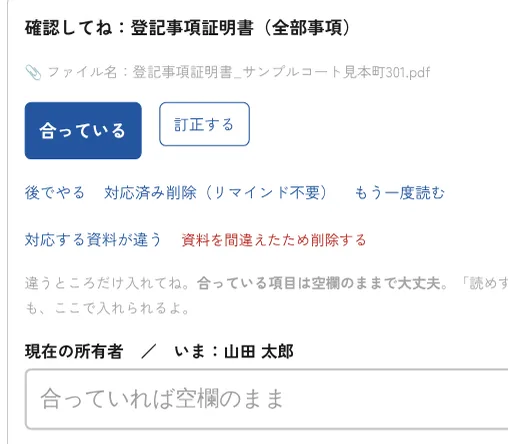 確認してね：登記事項証明書（全部事項）
📎 ファイル名：登記事項証明書_サンプルコート見本町301.pdf
合っている 訂正する
後でやる 対応済み削除（リマインド不要） もう一度読む
対応する資料が違う 資料を間違えたため削除する
違うところだけ入れてね。合っている項目は空欄のままで大丈夫。「読めす
も、ここで入れられるよ。
現在の所有者 ／ いま：山田 太郎
合っていれば空欄のまま